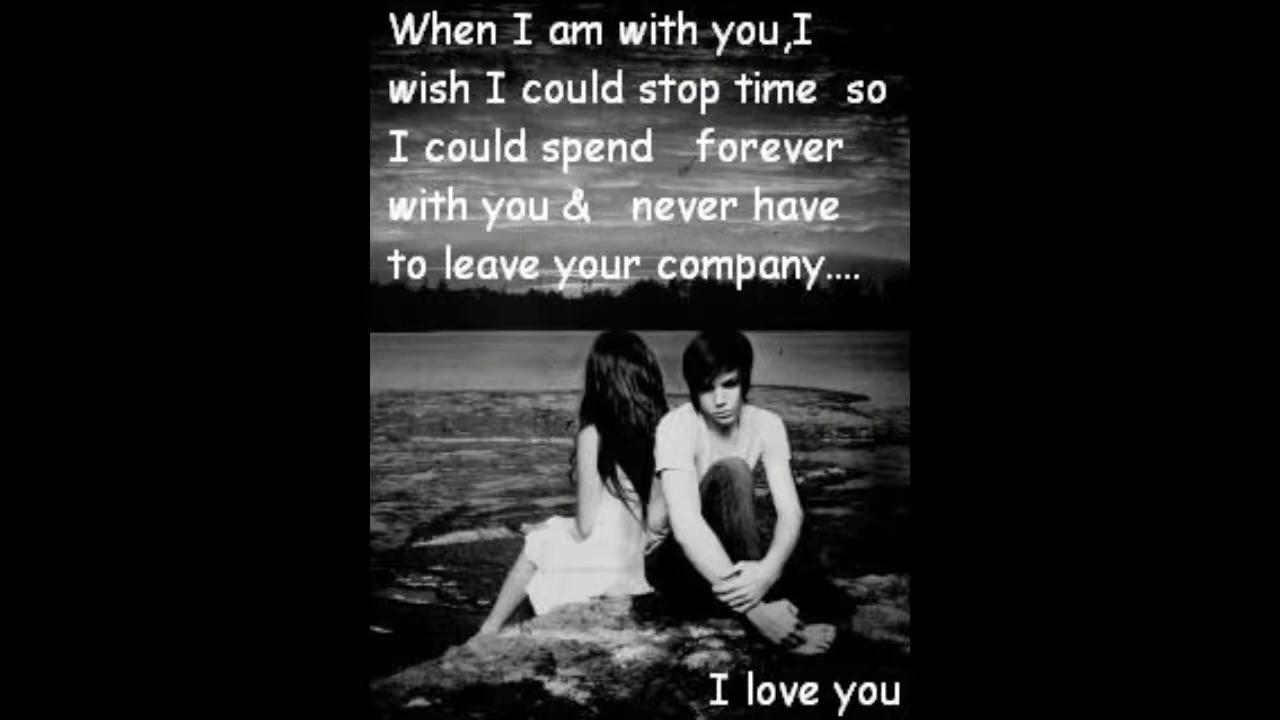 When I am with you,I
wish I could stop time so
I could spend forever
with you & never have
to leave your company....
I love you